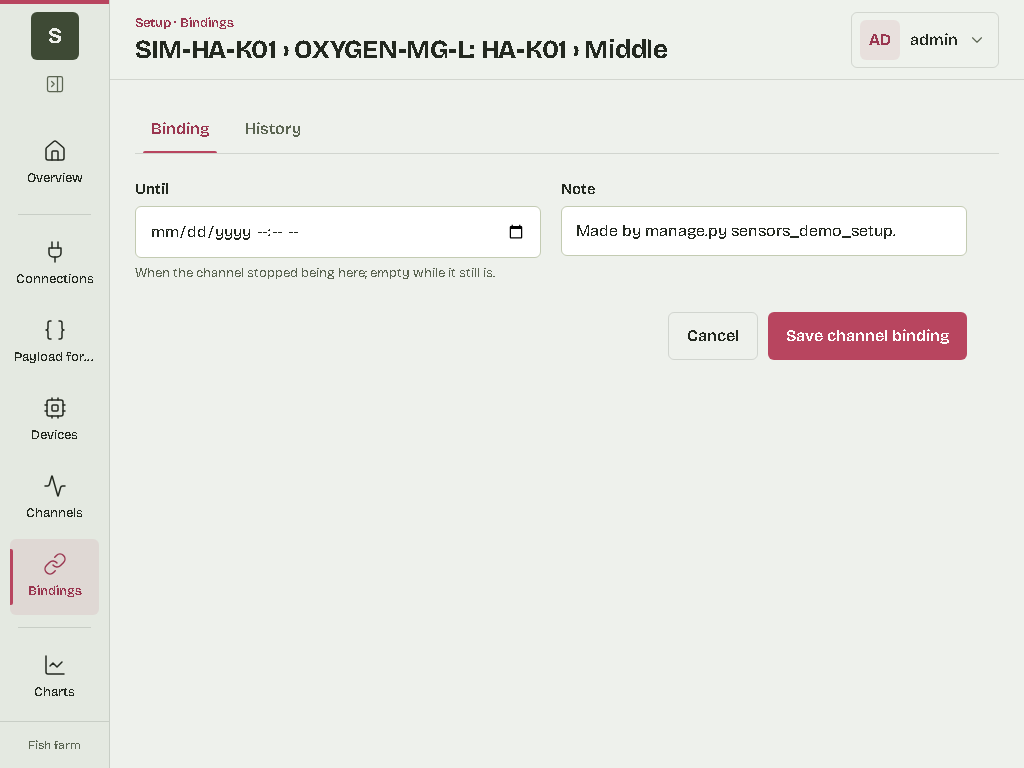 S
Setup · Bindings
SIM-HA-K01 › OXYGEN-MG-L: HA-K01 › Middle
AD admin
Overview
Connections
Payload for...
Devices
Channels
Bindings
Charts
Fish farm
Binding History
Until
mm/dd/yyyy --:-- --
When the channel stopped being here; empty while it still is.
Note
Made by manage.py sensors_demo_setup.
Cancel Save channel binding